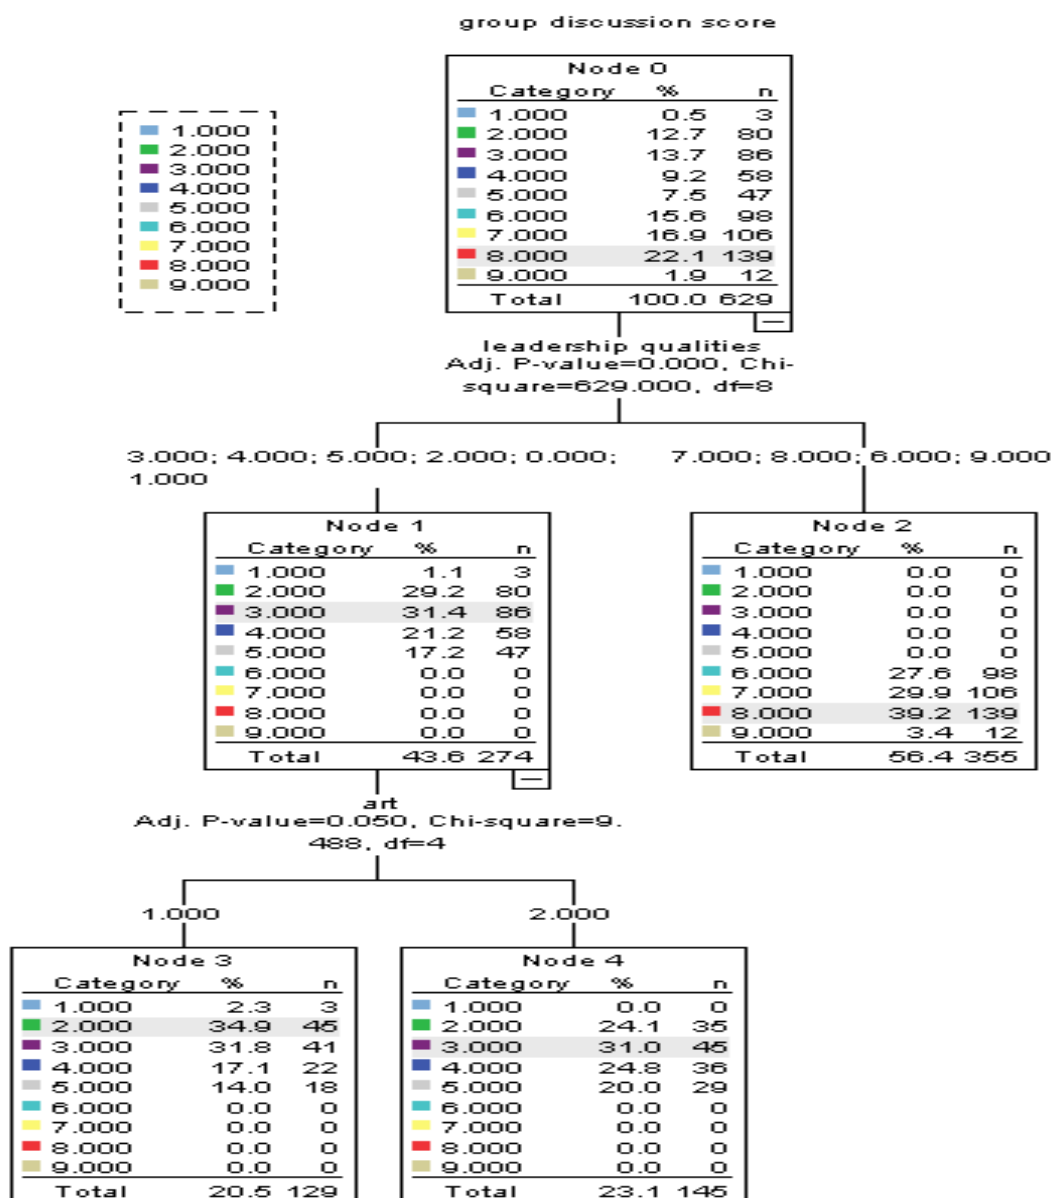 group discussion score
Node 0
Category % n
1.000 0.5 3
2.000 12.7 80
3.000 13.7 86
4.000 9.2 58
5.000 7.5 47
6.000 15.6 98
7.000 16.9 106
8.000 22.1 139
9.000 1.9 12
Total 100.0 629
1.000
2.000
3.000
4.000
5.000
6.000
7.000
8.000
9.000
leadership qualities
Adj. P-value=0.000, Chi-
square=629.000, df=8
3.000; 4.000; 5.000; 2.000; 0.000;
1.000
7.000; 8.000; 6.000; 9.000
Node 1
Category % n
1.000 1.1 3
2.000 29.2 80
3.000 31.4 86
4.000 21.2 58
5.000 17.2 47
6.000 0.0 0
7.000 0.0 0
8.000 0.0 0
9.000 0.0 0
Total 43.6 274
Node 2
Category % n
1.000 0.0 0
2.000 0.0 0
3.000 0.0 0
4.000 0.0 0
5.000 0.0 0
6.000 27.6 98
7.000 29.9 106
8.000 39.2 139
9.000 3.4 12
Total 56.4 355
art
Adj. P-value=0.050, Chi-square=9.
488, df=4
1.000
2.000
Node 3
Category % n
1.000 2.3 3
2.000 34.9 45
3.000 31.8 41
4.000 17.1 22
5.000 14.0 18
6.000 0.0 0
7.000 0.0 0
8.000 0.0 0
9.000 0.0 0
Total 20.5 129
Node 4
Category % n
1.000 0.0 0
2.000 24.1 35
3.000 31.0 45
4.000 24.8 36
5.000 20.0 29
6.000 0.0 0
7.000 0.0 0
8.000 0.0 0
9.000 0.0 0
Total 23.1 145